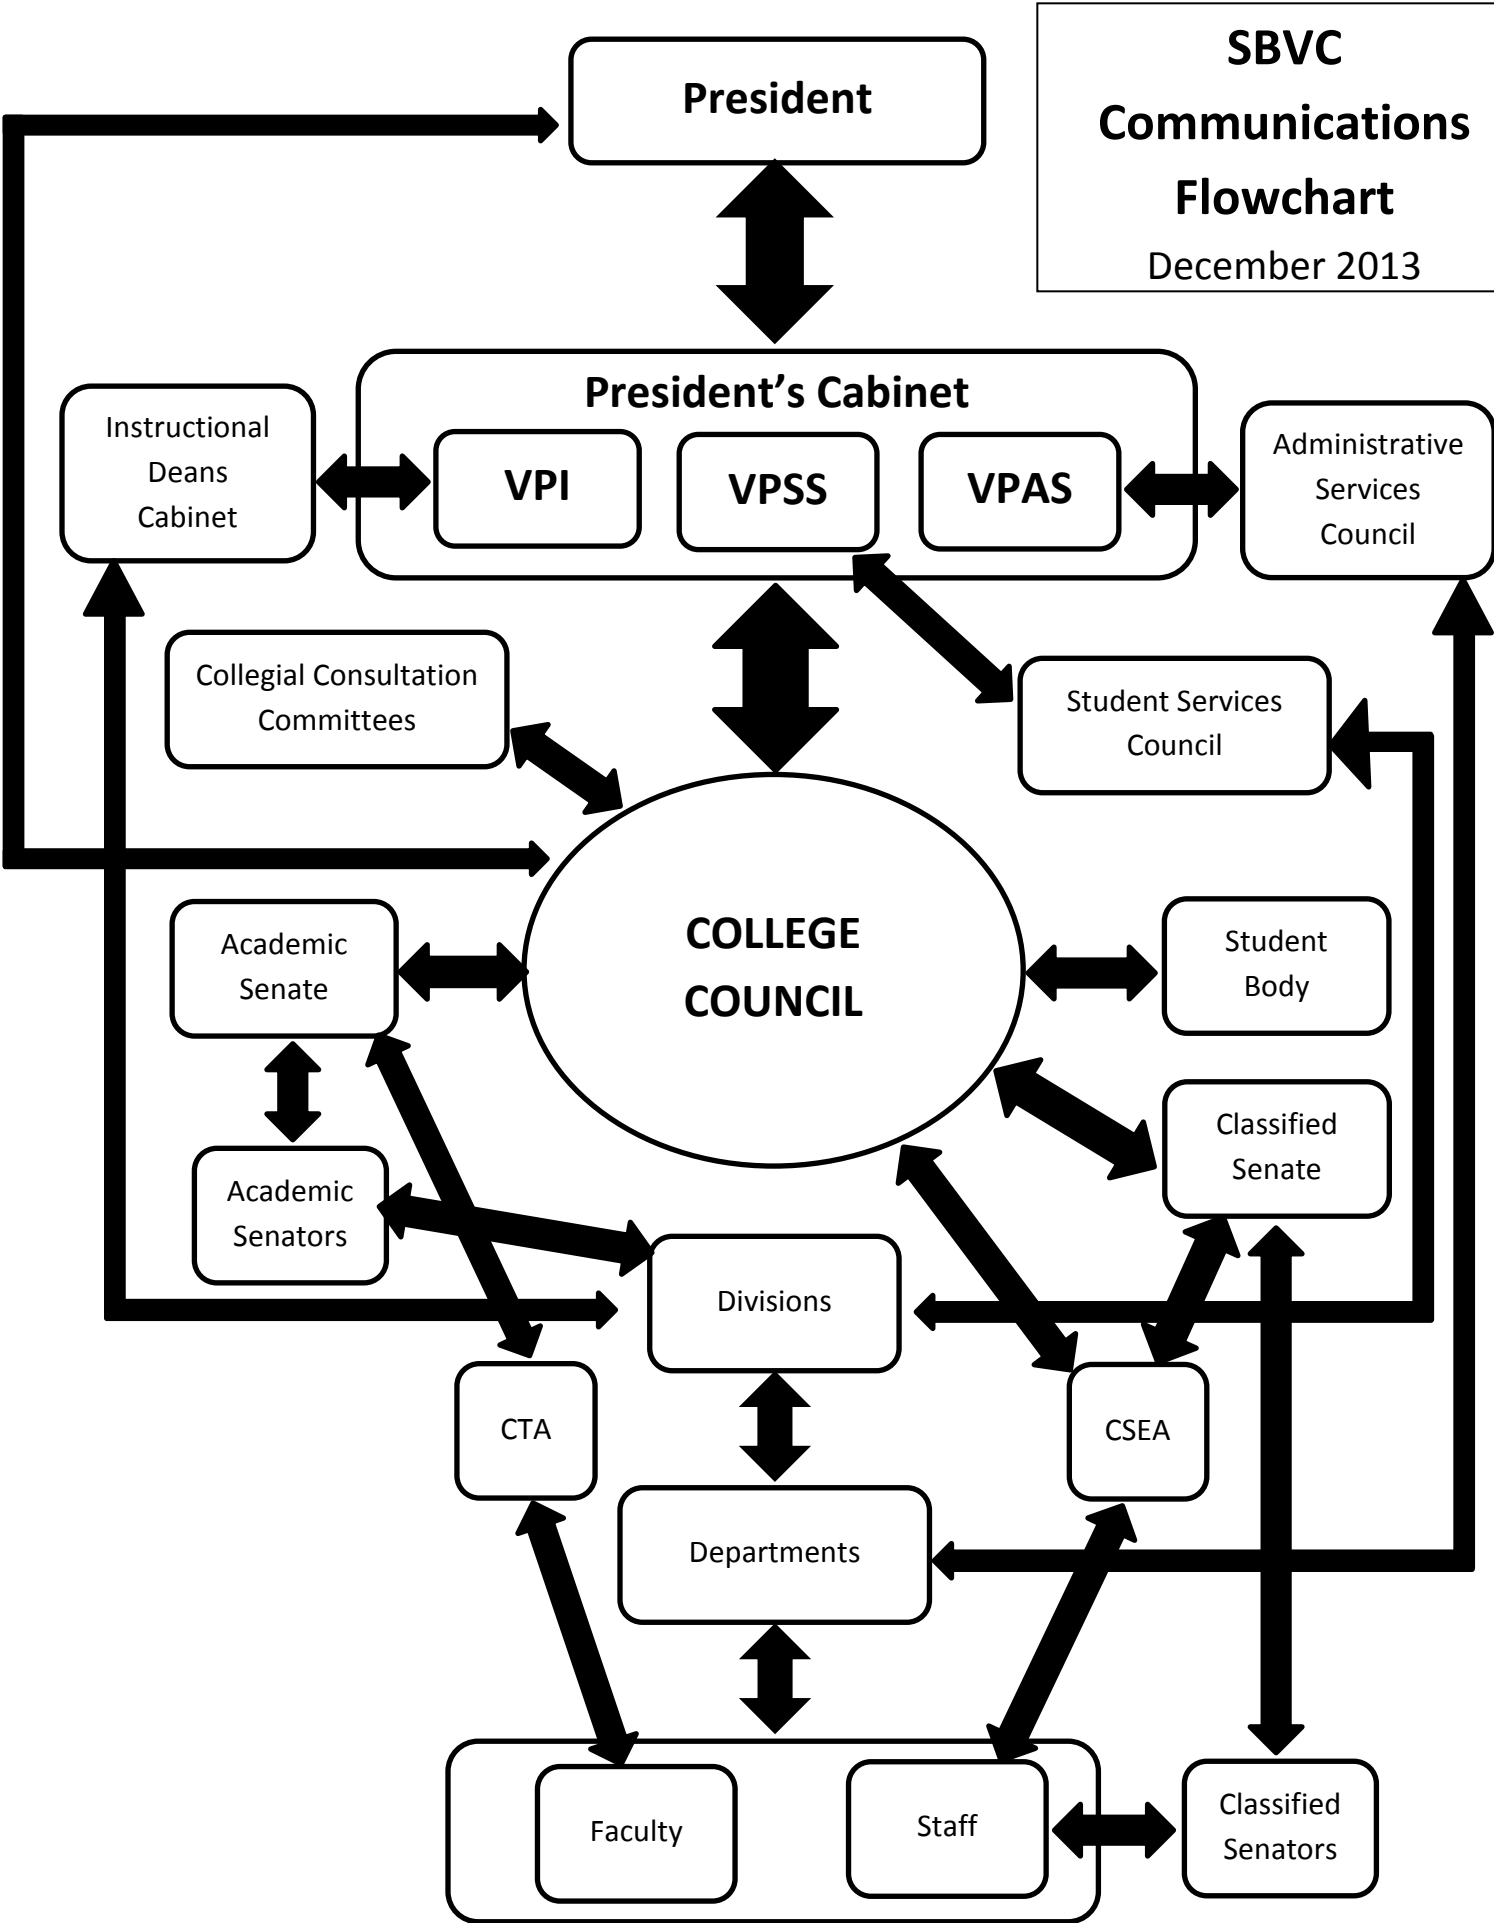 SBVC
Communications
Flowchart
December 2013
President
President's Cabinet
VPI
VPSS
VPAS
Instructional
Deans
Cabinet
Administrative
Services
Council
Collegial Consultation
Committees
Student Services
Council
COLLEGE
COUNCIL
Academic
Senate
Student
Body
Classified
Senate
Academic
Senators
Divisions
CTA
CSEA
Departments
Faculty
Staff
Classified
Senators